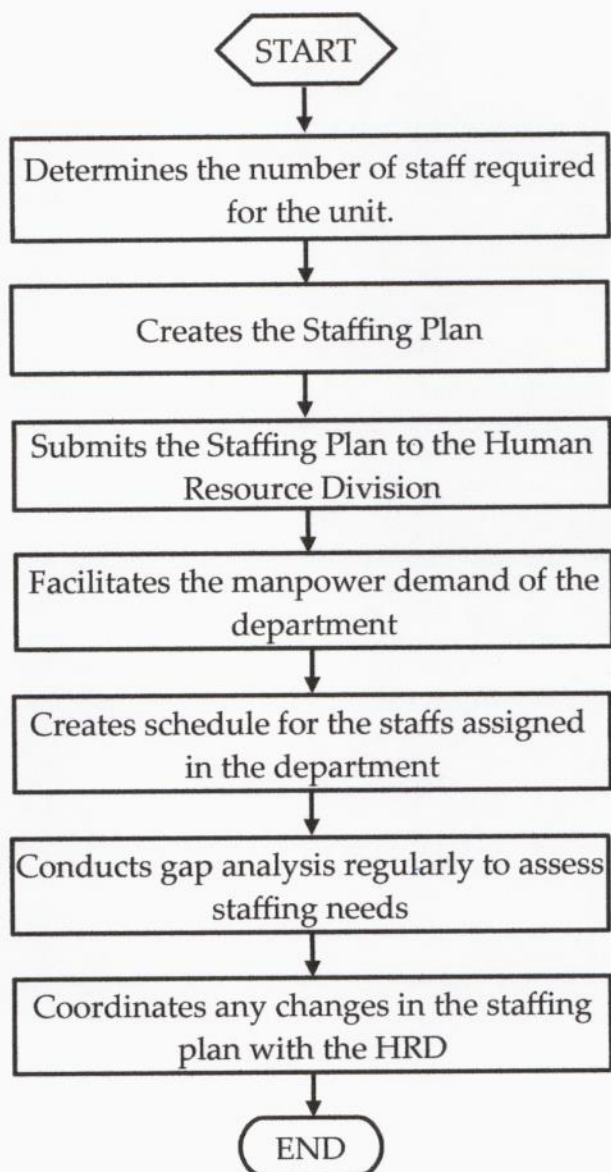 START
Determines the number of staff required
for the unit.
Creates the Staffing Plan
Submits the Staffing Plan to the Human
Resource Division
Facilitates the manpower demand of the
department
Creates schedule for the staffs assigned
in the department
Conducts gap analysis regularly to assess
staffing needs
Coordinates any changes in the staffing
plan with the HRD
END